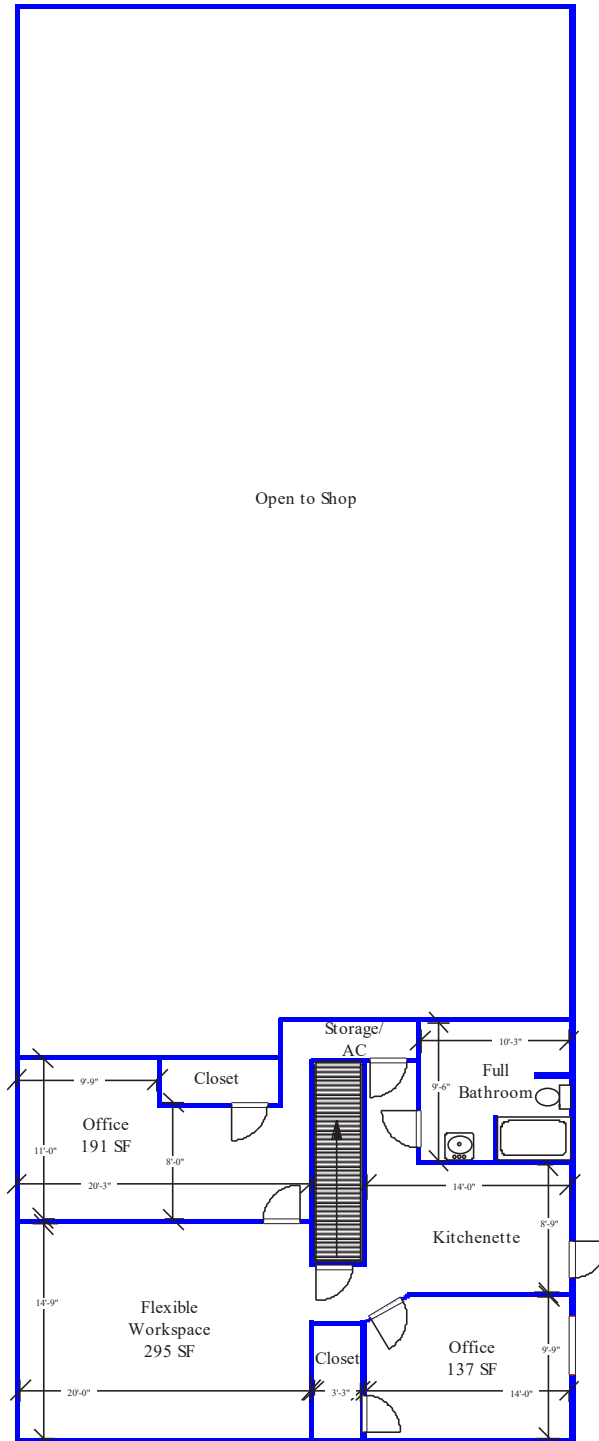 Open to Shop
Storage/
AC
10'-3"
Full
Bathroom
9'-6"
9'-9"
Closet
Office
191 SF
11'-0"
8'-0"
20'-3"
14'-0"
Kitchenette
8'-9"
14'-9"
Flexible
Workspace
295 SF
Closet
Office
137 SF
9'-9"
20'-0"
3'-3"
14'-0"